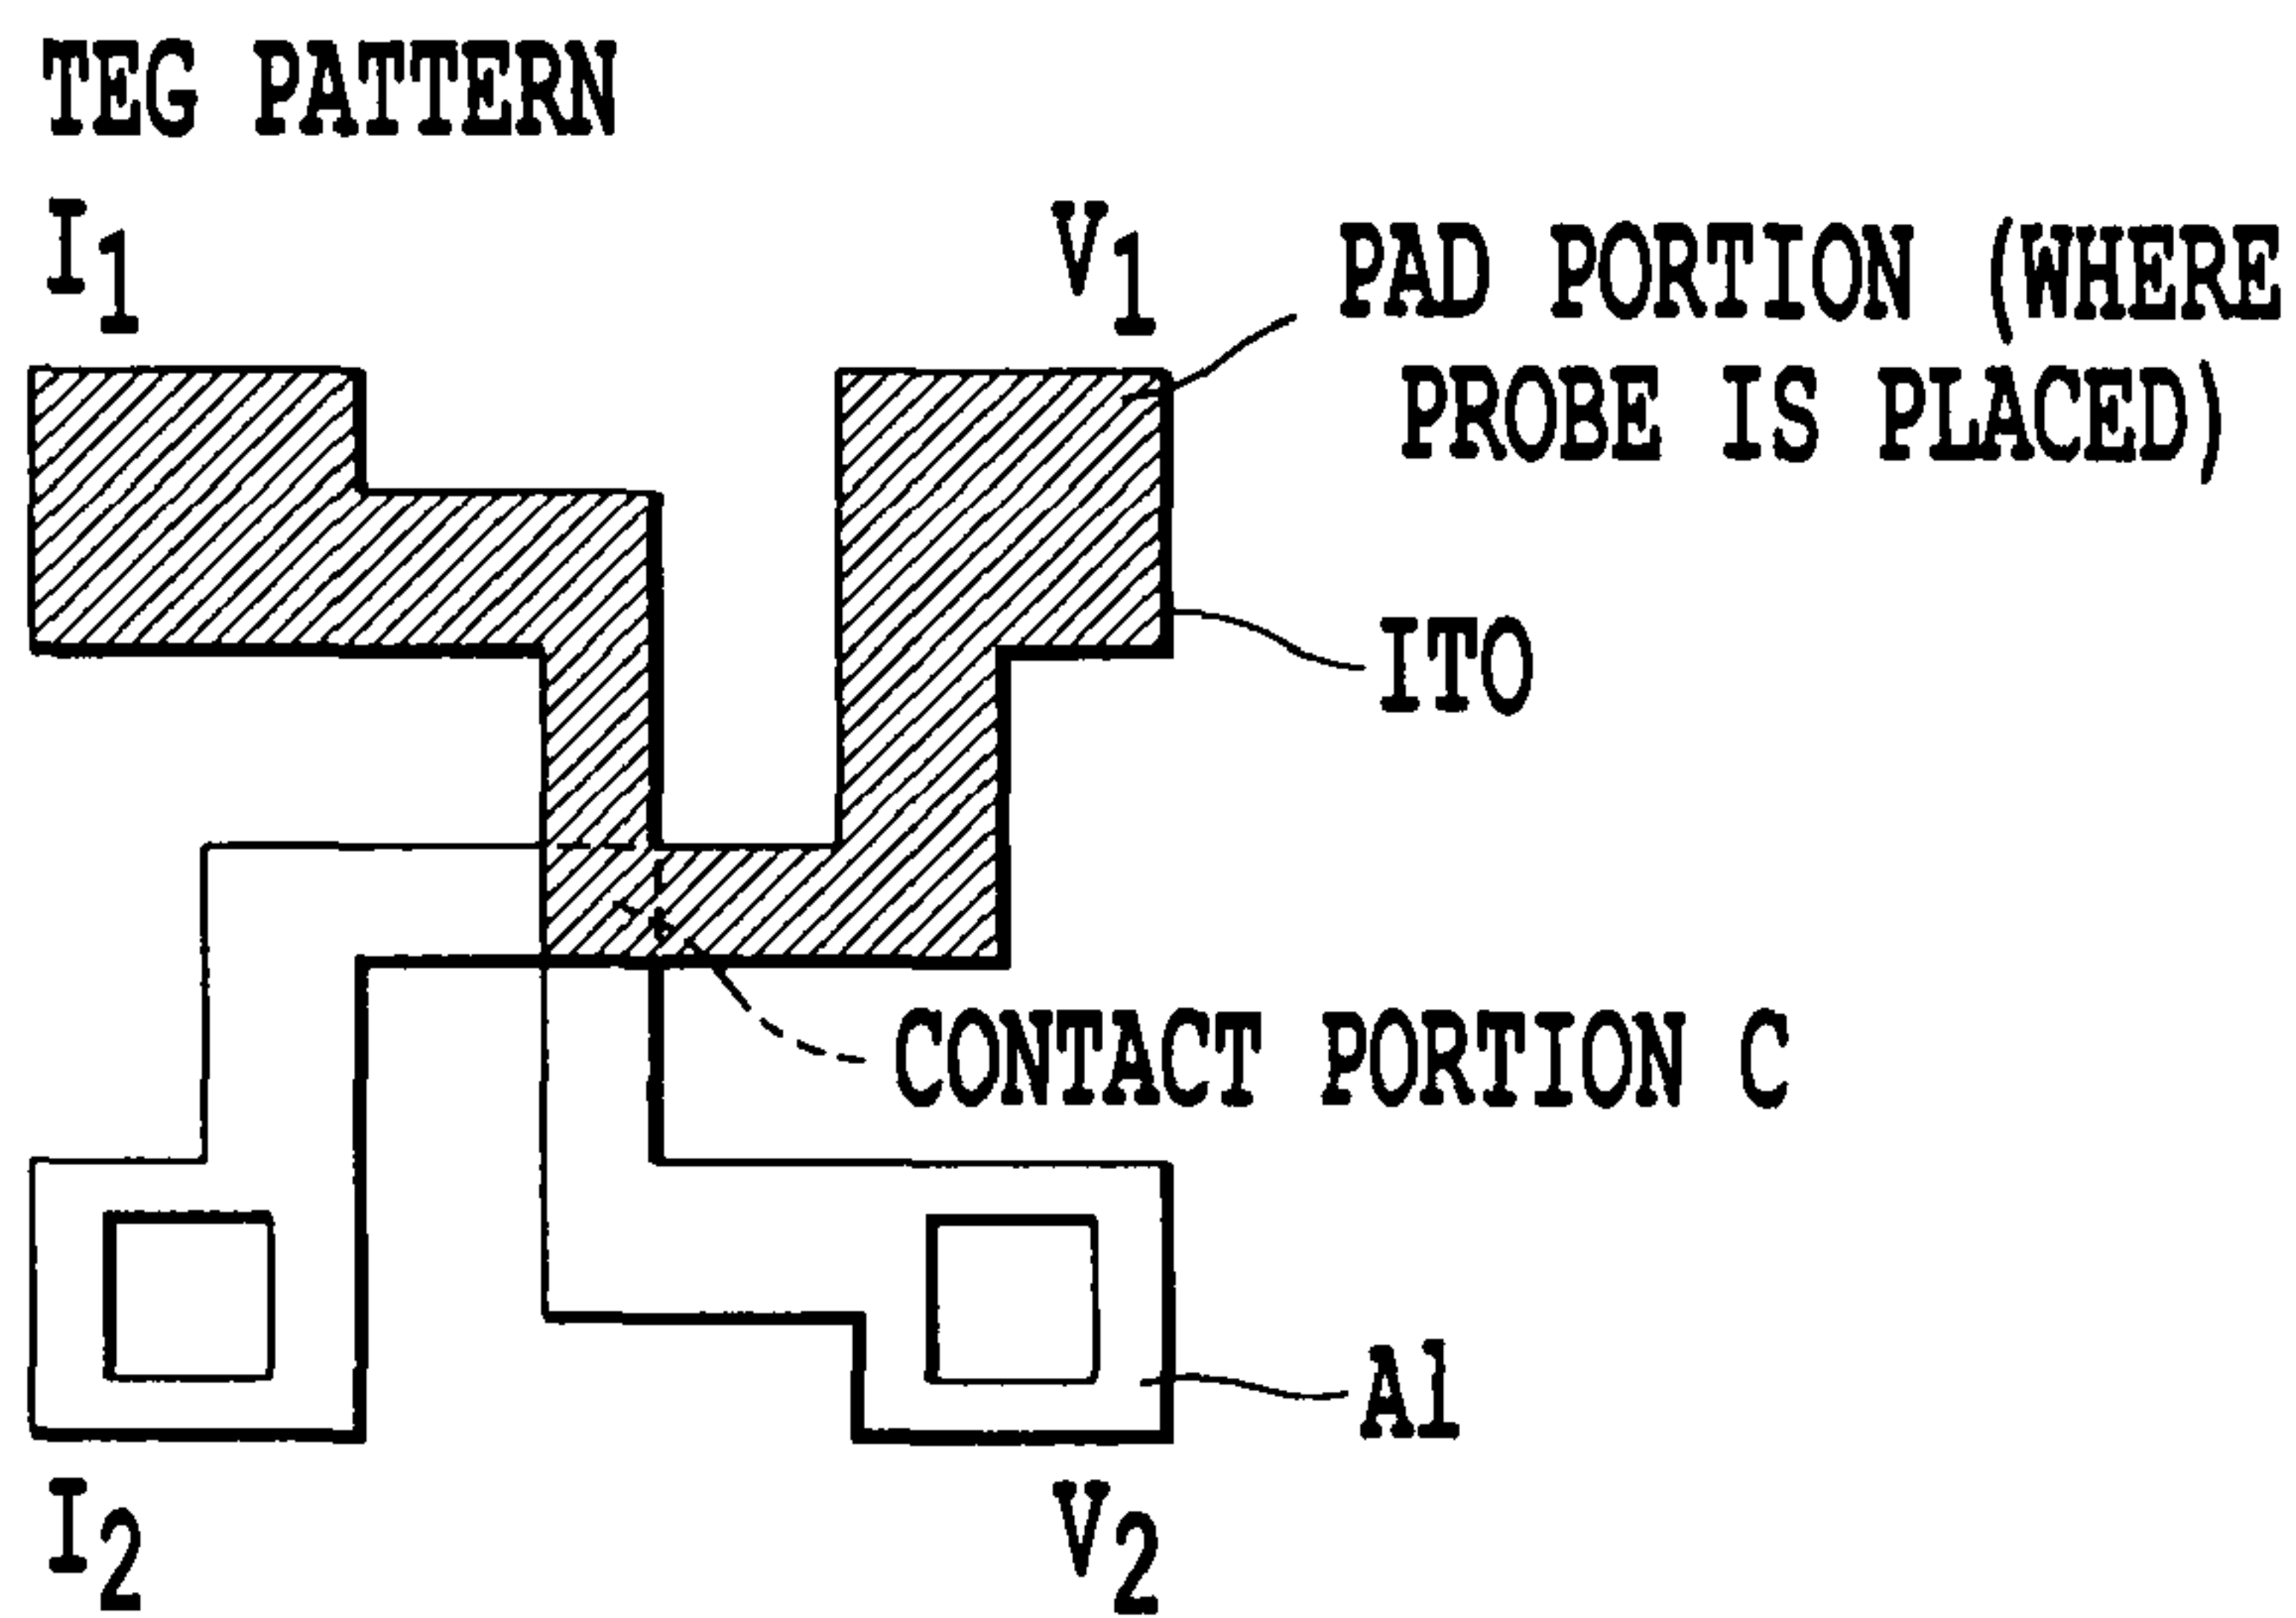 TEG PATTERN
I1
V1
PAD PORTION (WHERE
PROBE IS PLACED)
ITO
CONTACT PORTION C
Al
I2
V2